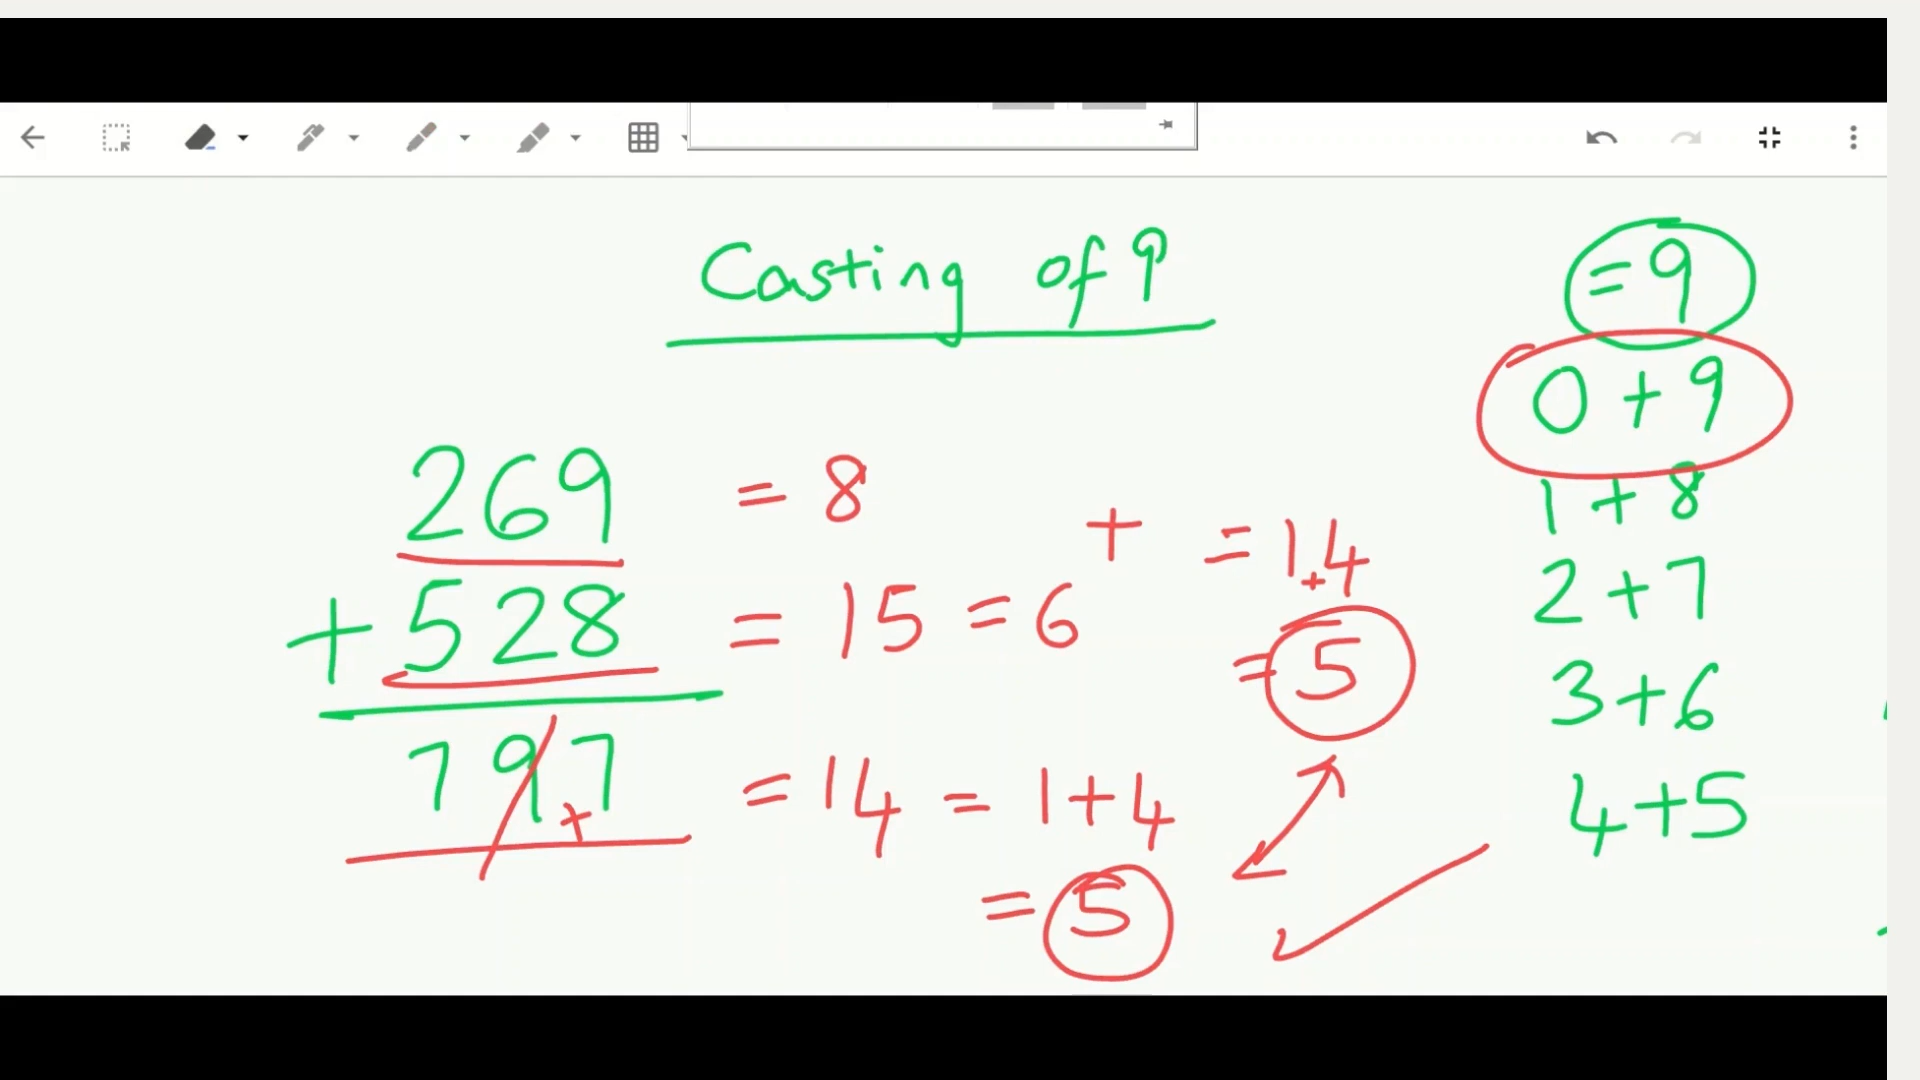 Casting of 9
= 9
0 + 9
1 + 8
2 + 7
3 + 6
4 + 5
269 = 8
+ = 14
+
+ 528 = 15 = 6
= 5
797 = 14 = 1 + 4
+
= 5